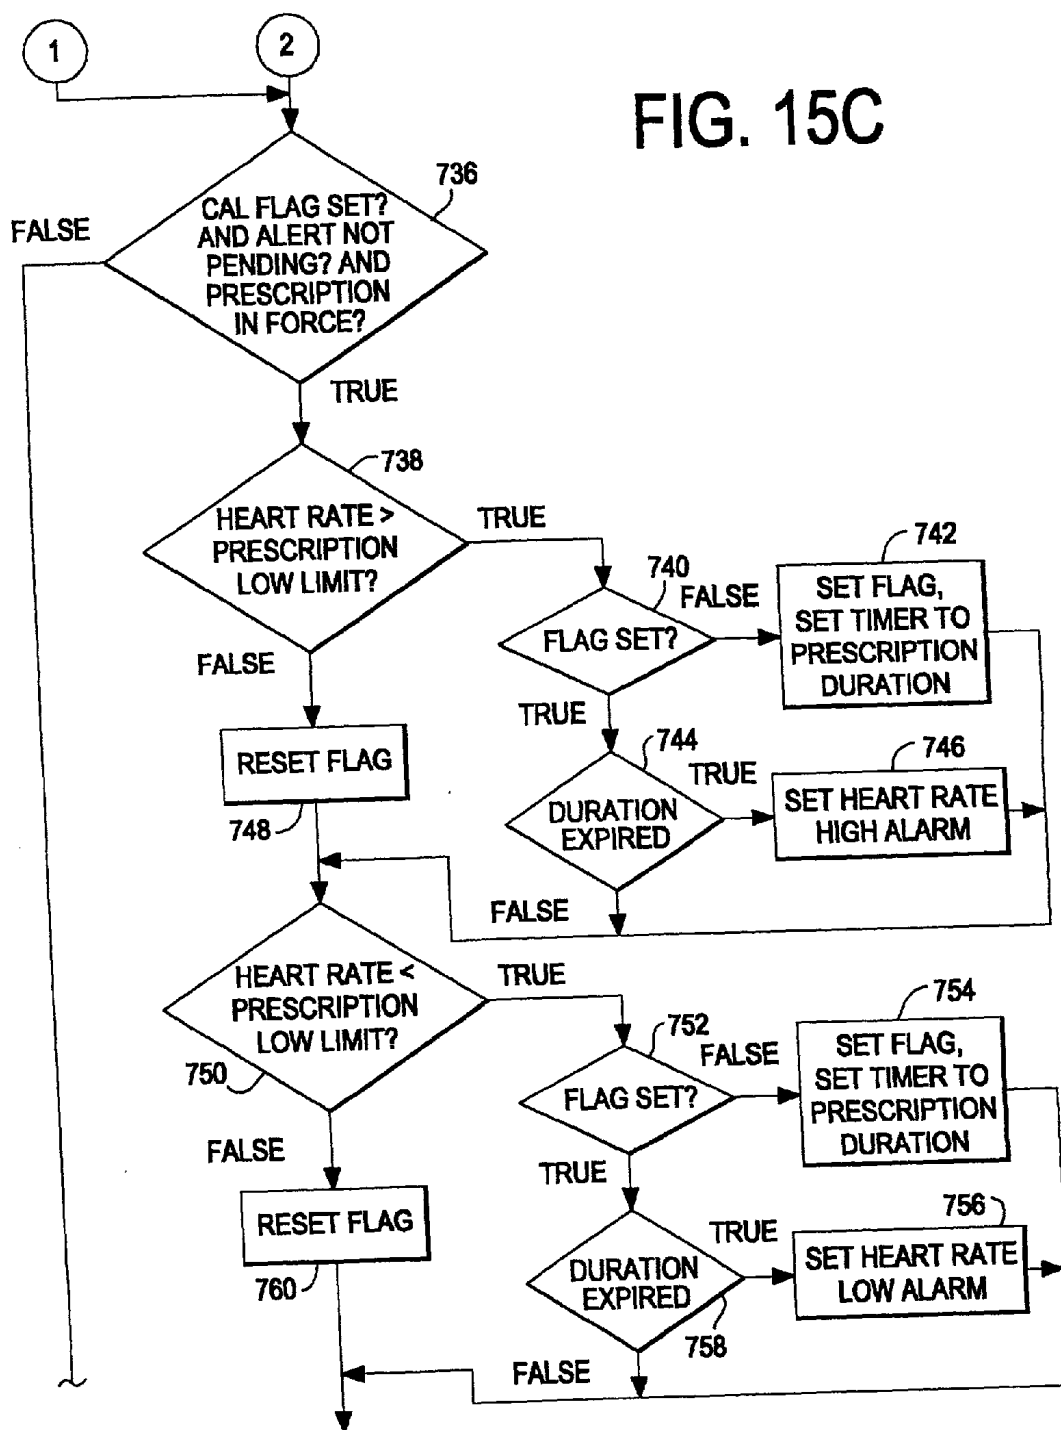 1
2
FIG. 15C
736
CAL FLAG SET?
AND ALERT NOT
PENDING? AND
PRESCRIPTION
IN FORCE?
FALSE
TRUE
738
HEART RATE >
PRESCRIPTION
LOW LIMIT?
TRUE
FALSE
740
FLAG SET?
FALSE
742
SET FLAG,
SET TIMER TO
PRESCRIPTION
DURATION
TRUE
744
DURATION
EXPIRED
TRUE
746
SET HEART RATE
HIGH ALARM
RESET FLAG
748
FALSE
HEART RATE <
PRESCRIPTION
LOW LIMIT?
750
TRUE
FALSE
752
FLAG SET?
FALSE
754
SET FLAG,
SET TIMER TO
PRESCRIPTION
DURATION
TRUE
DURATION
EXPIRED
758
TRUE
756
SET HEART RATE
LOW ALARM
RESET FLAG
760
FALSE